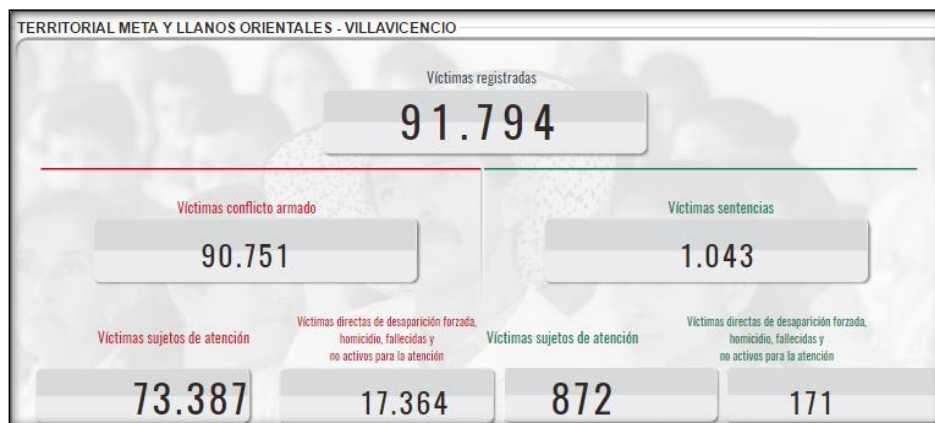 TERRITORIAL META Y LLANOS ORIENTALES - VILLAVICENCIO
Víctimas registradas
91.794
Víctimas conflicto armado
90.751
Víctimas sentencias
1.043
Víctimas sujetos de atención
73.387
Víctimas directas de desaparición forzada,
homicidio, fallecidas y
no activos para la atención
17.364
Víctimas sujetos de atención
872
Víctimas directas de desaparición forzada,
homicidio, fallecidas y
no activos para la atención
171